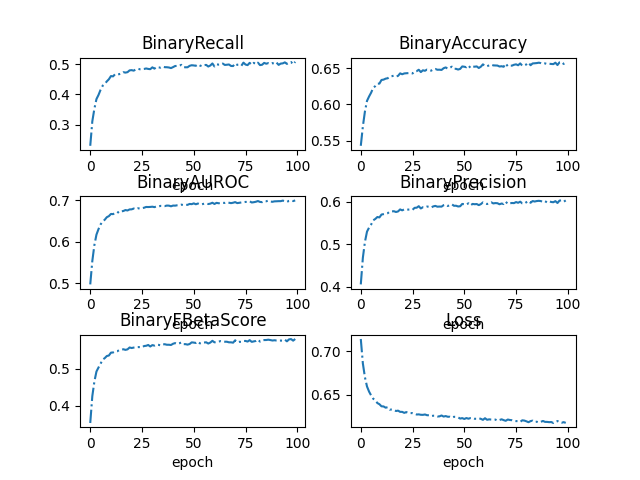 BinaryRecall
BinaryAccuracy
0.5
0.4
0.3
0.65
0.60
0.55
0 25 50 75 100
0 25 50 75 100
epoch
epoch
BinaryAUROC
BinaryPrecision
0.7
0.6
0.5
0.6
0.5
0.4
0 25 50 75 100
0 25 50 75 100
epoch
epoch
BinaryFBetaScore
Loss
0.5
0.4
0.70
0.65
0 25 50 75 100
0 25 50 75 100
epoch
epoch